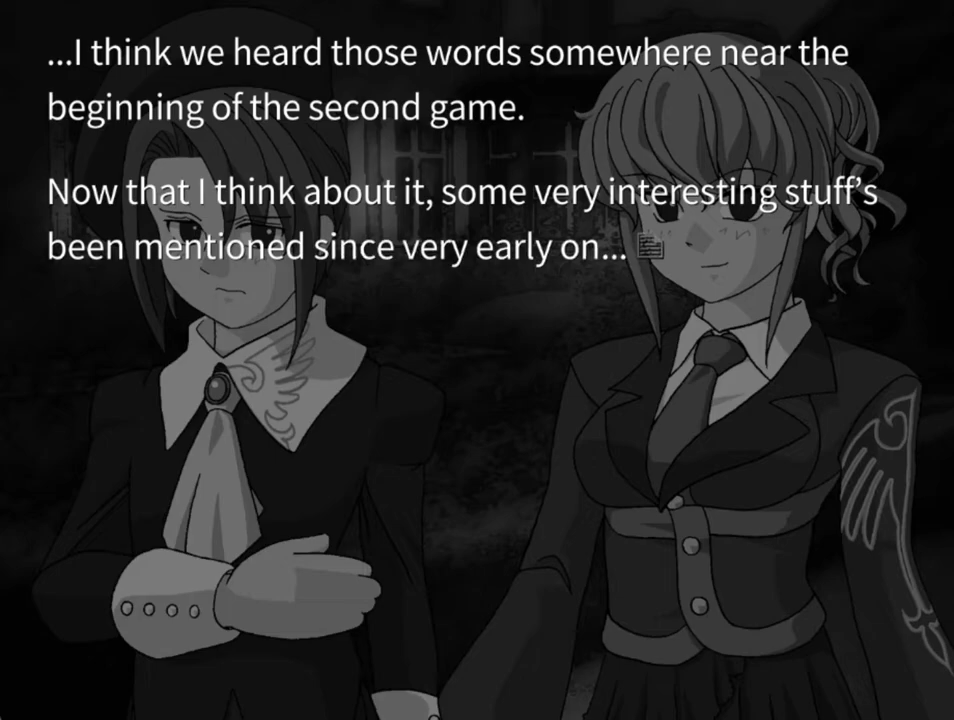 ...I think we heard those words somewhere near the
beginning of the second game.
Now that I think about it, some very interesting stuff’s
been mentioned since very early on...